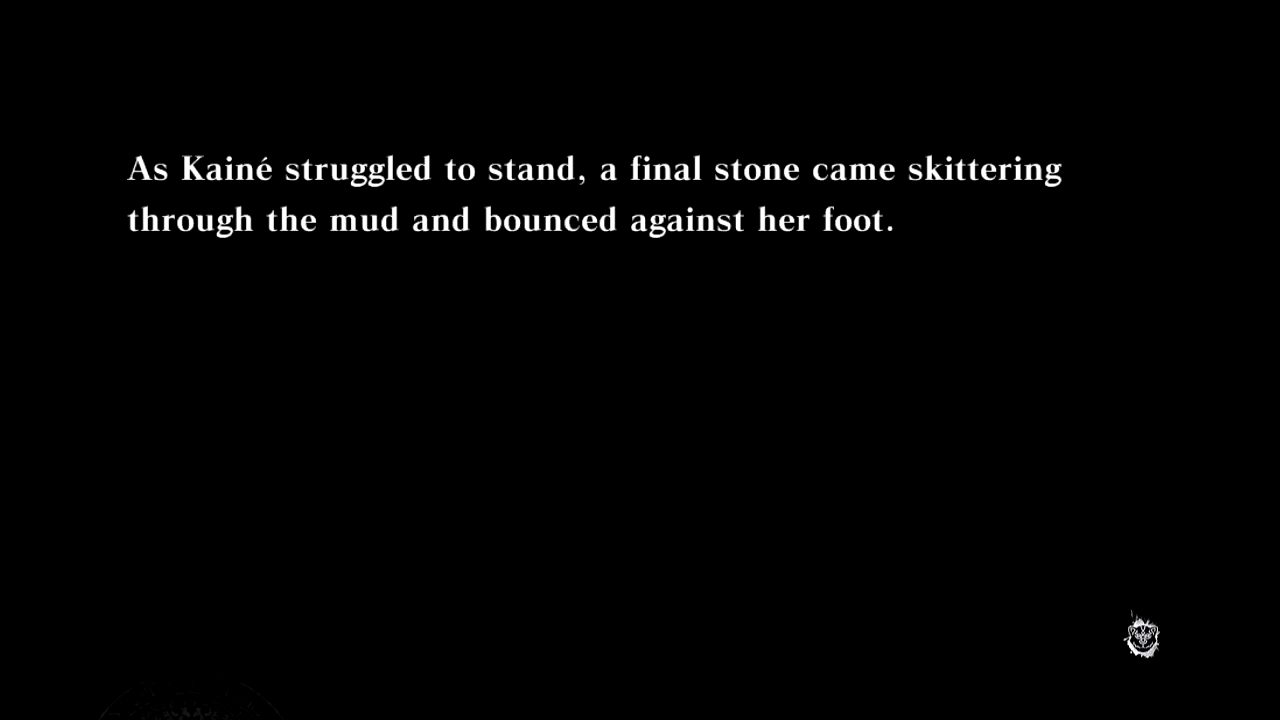 As Kainé struggled to stand, a final stone came skittering
through the mud and bounced against her foot.